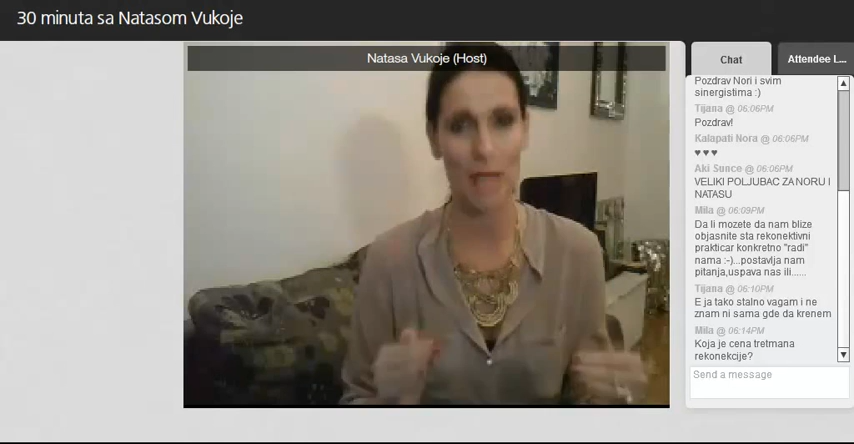 30 minuta sa Natasom Vukoje
Natasa Vukoje (Host)
Chat
Attendee L...
Pozdrav Nori i svim
sinergistima :)
Tijana @ 06:06PM
Pozdrav!
Kalapati Nora @ 06:06PM
♥ ♥ ♥
Aki Sunce @ 06:06PM
VELIKI POLJUBAC ZA NORU I
NATASU
Mila @ 06:09PM
Da li mozete da nam blize
objasnite sta rekonektivni
prakticar konkretno "radi"
nama :-)...postavlja nam
pitanja,uspava nas ili......
Tijana @ 06:10PM
E ja tako stalno vagam i ne
znam ni sama gde da krenem
Mila @ 06:14PM
Koja je cena tretmana
rekonekcije?
Send a message